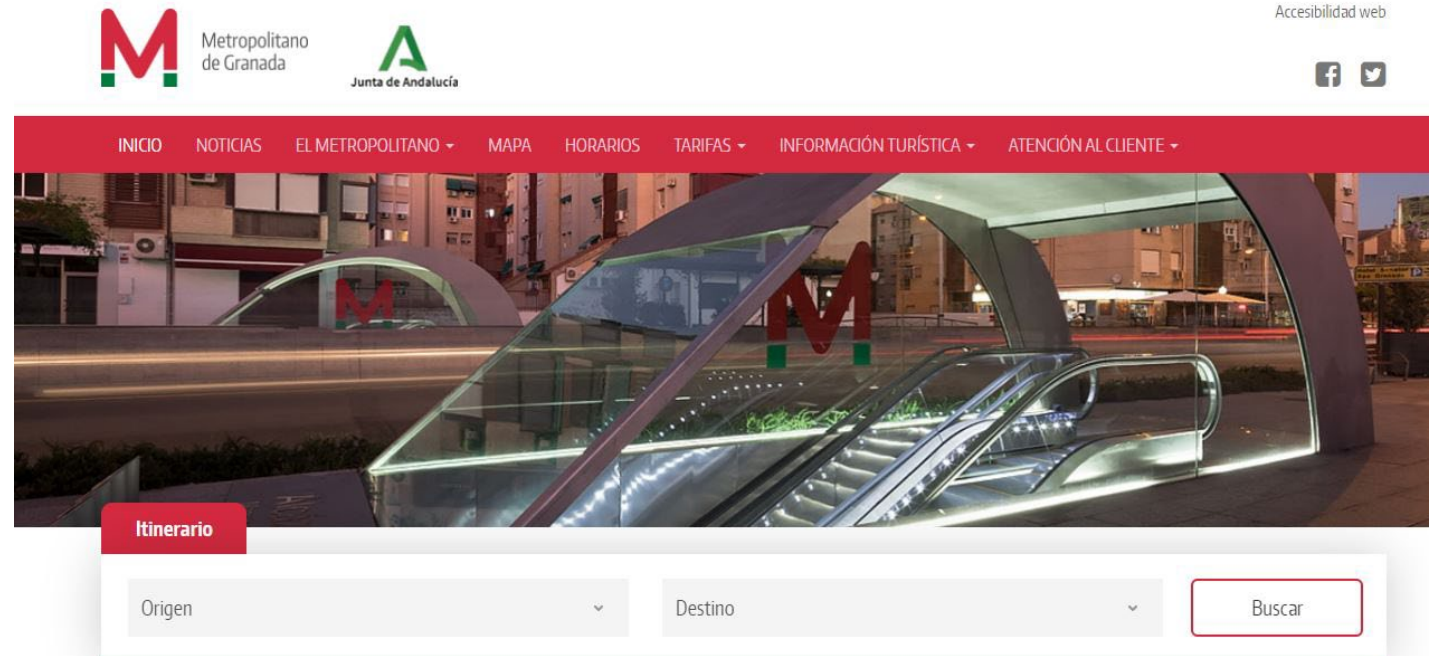 Accesibilidad web
Metropolitano
de Granada
Junta de Andalucía
INICIO NOTICIAS EL METROPOLITANO MAPA HORARIOS TARIFAS INFORMACIÓN TURÍSTICA ATENCIÓN AL CLIENTE
M
M
Itinerario
Origen Destino Buscar